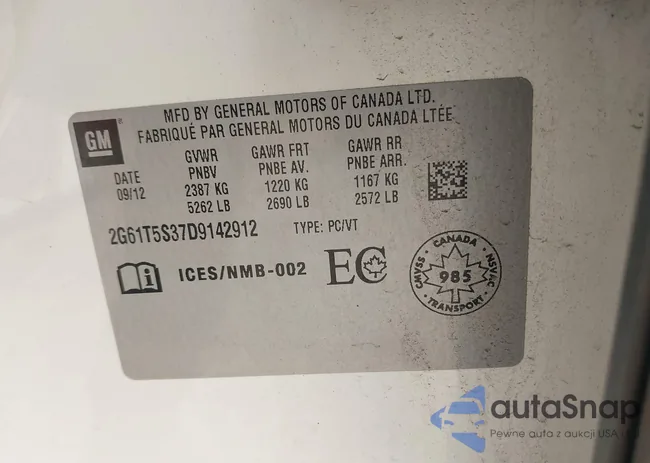 MFD BY GENERAL MOTORS OF CANADA LTD.
FABRIQUÉ PAR GENERAL MOTORS DU CANADA LTÉE
GM
DATE
09/12
GVWR
PNBV
2387 KG
5262 LB
GAWR FRT
PNBE AV.
1220 KG
2690 LB
GAWR RR
PNBE ARR.
1167 KG
2572 LB
2G61T5S37D9142912 TYPE: PC/VT
i ICES/NMB-002 EC
CANADA
CMVSS 985 NSVAC
TRANSPORT
autaSnap
Pewne auta z aukcji USA